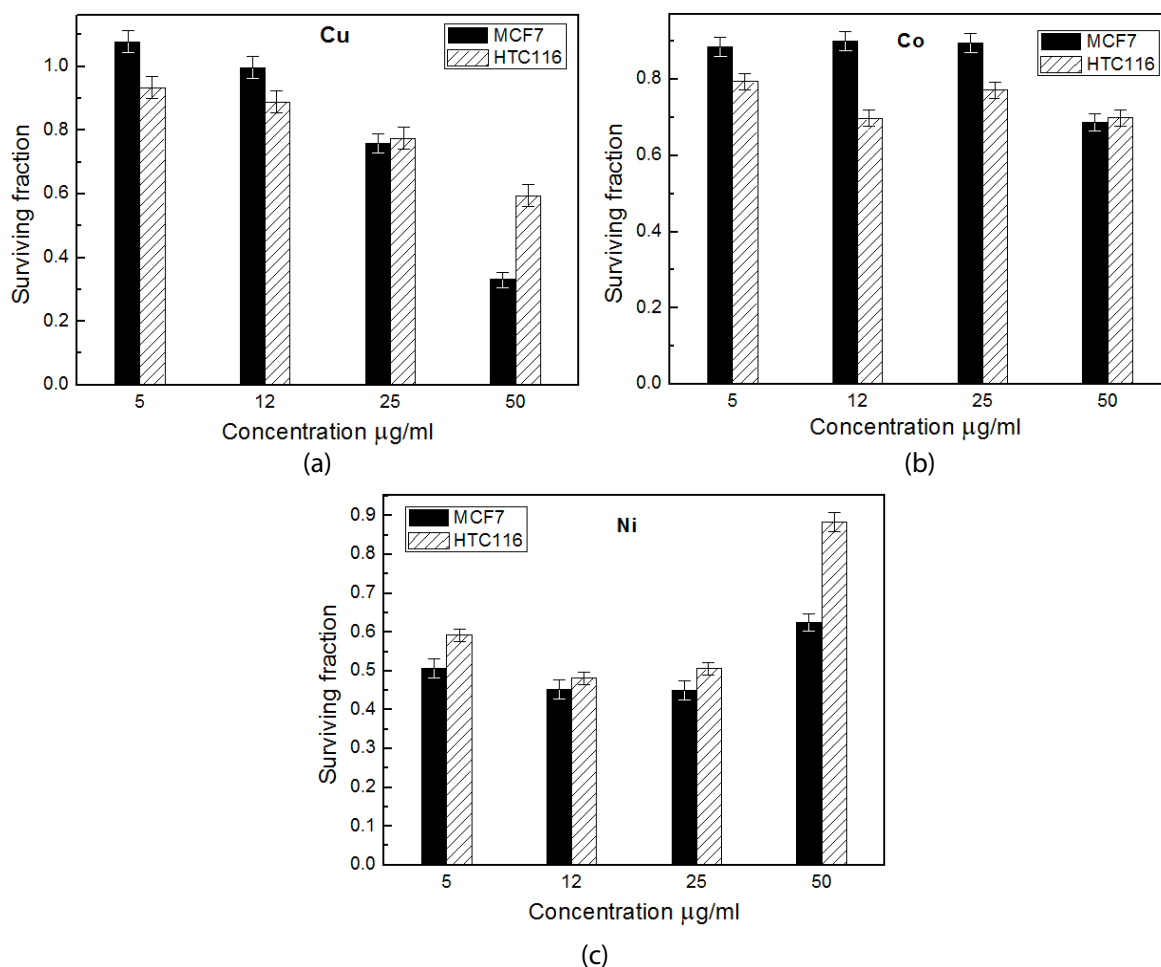 Cu
MCF7
HTC116
Surviving fraction
1.0
0.8
0.6
0.4
0.2
0.0
5 12 25 50
Concentration μg/ml
(a)
Co
MCF7
HTC116
Surviving fraction
0.8
0.6
0.4
0.2
0.0
5 12 25 50
Concentration μg/ml
(b)
Ni
MCF7
HTC116
Surviving fraction
0.9
0.8
0.7
0.6
0.5
0.4
0.3
0.2
0.1
0.0
5 12 25 50
Concentration μg/ml
(c)